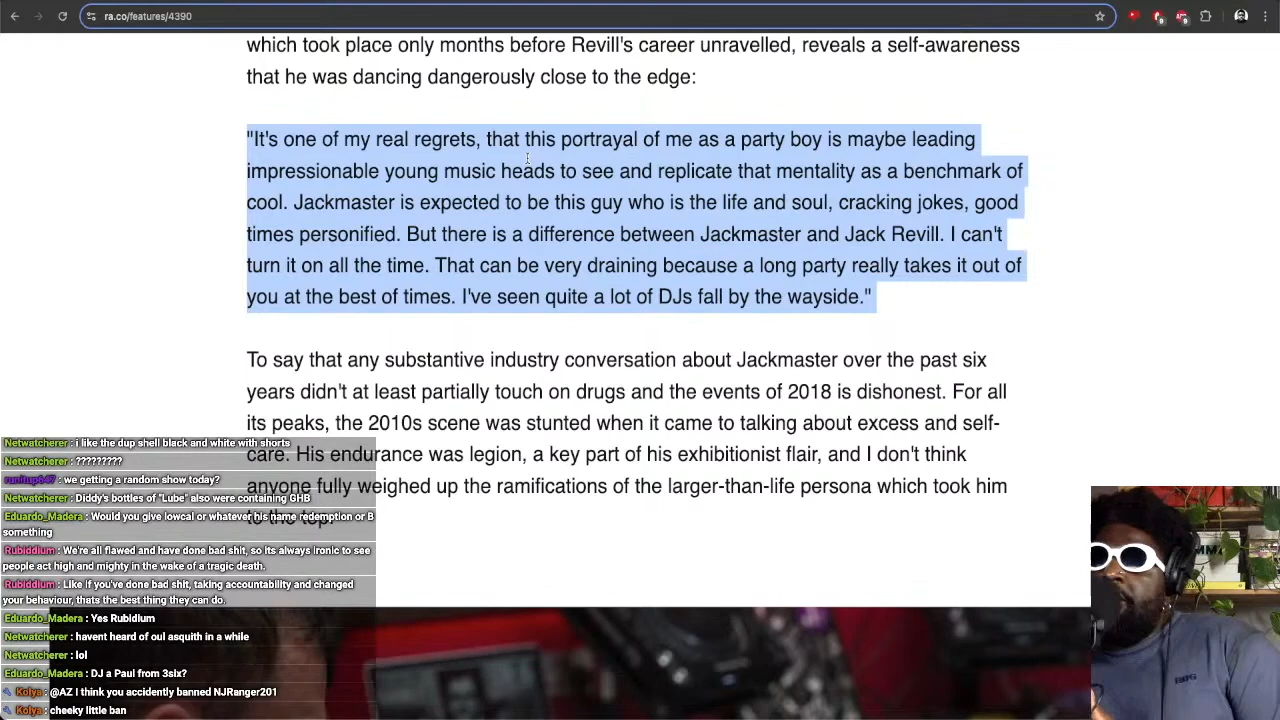 ra.co/features/4390
which took place only months before Revill's career unravelled, reveals a self-awareness
that he was dancing dangerously close to the edge:
"It's one of my real regrets, that this portrayal of me as a party boy is maybe leading
impressionable young music heads to see and replicate that mentality as a benchmark of
cool. Jackmaster is expected to be this guy who is the life and soul, cracking jokes, good
times personified. But there is a difference between Jackmaster and Jack Revill. I can't
turn it on all the time. That can be very draining because a long party really takes it out of
you at the best of times. I've seen quite a lot of DJs fall by the wayside."
To say that any substantive industry conversation about Jackmaster over the past six
years didn't at least partially touch on drugs and the events of 2018 is dishonest. For all
its peaks, the 2010s scene was stunted when it came to talking about excess and self-
care. His endurance was legion, a key part of his exhibitionist flair, and I don't think
anyone fully weighed up the ramifications of the larger-than-life persona which took him
to the top.
Netwatcherer : i like the dup shell black and white with shorts
Netwatcherer : ?????????
runitup647 : we getting a random show today?
Netwatcherer : Diddy's bottles of "Lube" also were containing GHB
Eduardo_Madera : Would you give lowcal or whatever his name redemption or B
something
Rubiddium : We're all flawed and have done bad shit, so its always ironic to see
people act high and mighty in the wake of a tragic death.
Rubiddium : Like if you've done bad shit, taking accountability and changed
your behaviour, thats the best thing they can do.
Eduardo_Madera : Yes Rubidium
Netwatcherer : havent heard of oul asquith in a while
Netwatcherer : lol
Eduardo_Madera : DJ a Paul from 3six?
Kolya : @AZ I think you accidently banned NJRanger201
Kolya : cheeky little ban